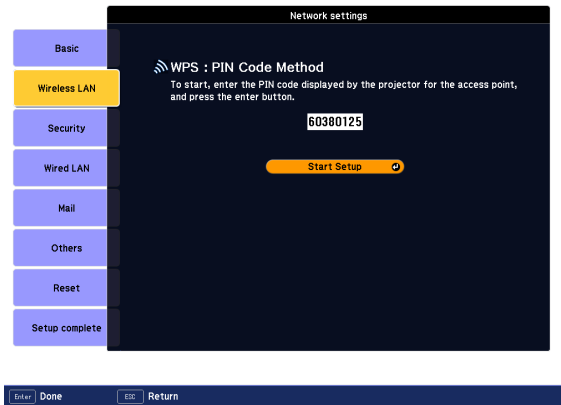 Network settings
Basic
Wireless LAN
Security
Wired LAN
Mail
Others
Reset
Setup complete
WPS : PIN Code Method
To start, enter the PIN code displayed by the projector for the access point,
and press the enter button.
60380125
Start Setup
Enter Done ESC Return